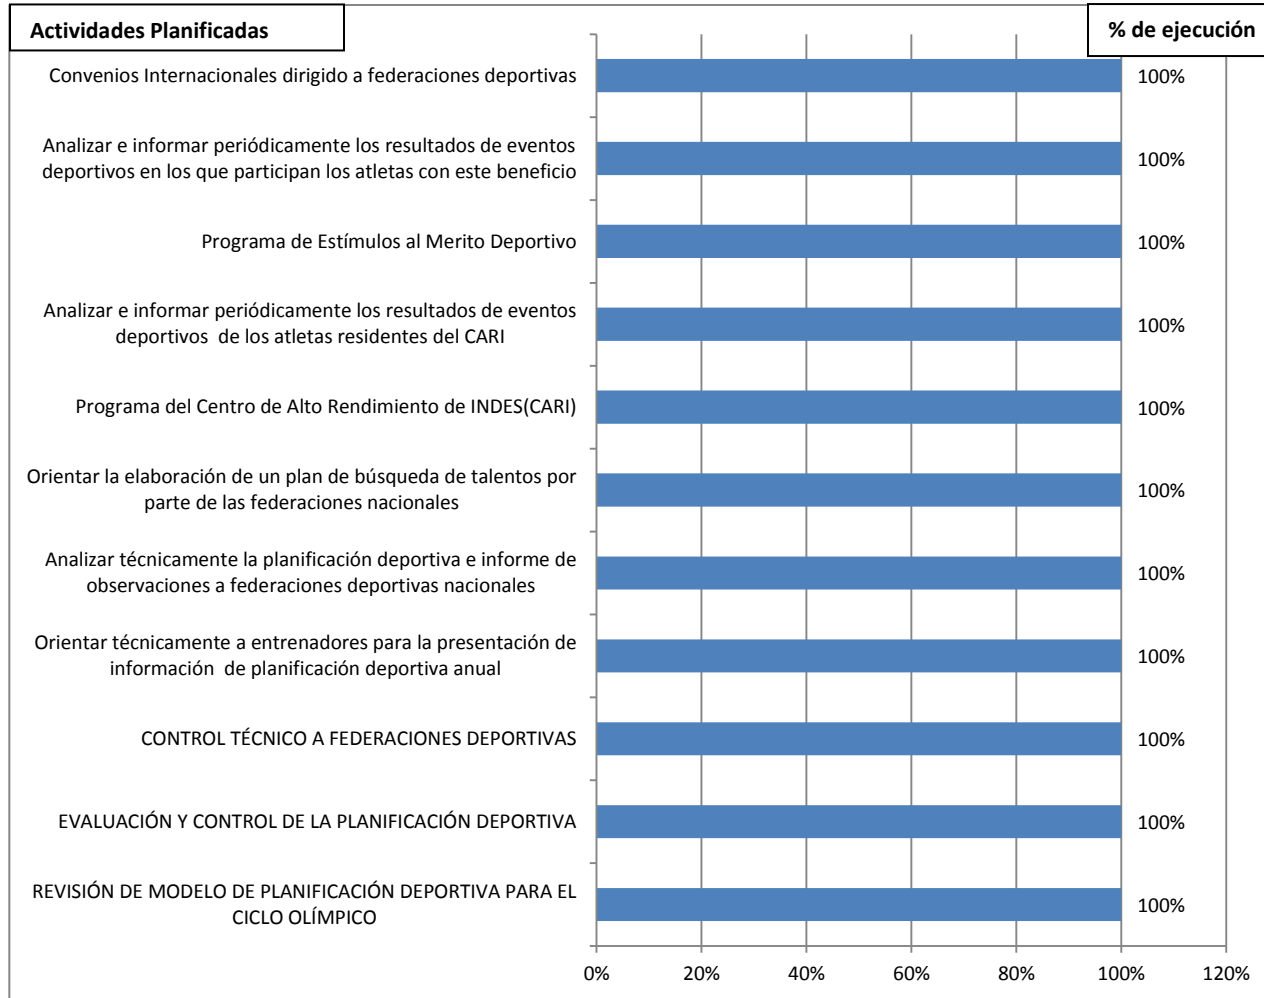 Actividades Planificadas
% de ejecución
Convenios Internacionales dirigido a federaciones deportivas
100%
Analizar e informar periódicamente los resultados de eventos
deportivos en los que participan los atletas con este beneficio
100%
Programa de Estímulos al Merito Deportivo
100%
Analizar e informar periódicamente los resultados de eventos
deportivos  de los atletas residentes del CARI
100%
Programa del Centro de Alto Rendimiento de INDES(CARI)
100%
Orientar la elaboración de un plan de búsqueda de talentos por
parte de las federaciones nacionales
100%
Analizar técnicamente la planificación deportiva e informe de
observaciones a federaciones deportivas nacionales
100%
Orientar técnicamente a entrenadores para la presentación de
información  de planificación deportiva anual
100%
CONTROL TÉCNICO A FEDERACIONES DEPORTIVAS
100%
EVALUACIÓN Y CONTROL DE LA PLANIFICACIÓN DEPORTIVA
100%
REVISIÓN DE MODELO DE PLANIFICACIÓN DEPORTIVA PARA EL
CICLO OLÍMPICO
100%
0% 20% 40% 60% 80% 100% 120%